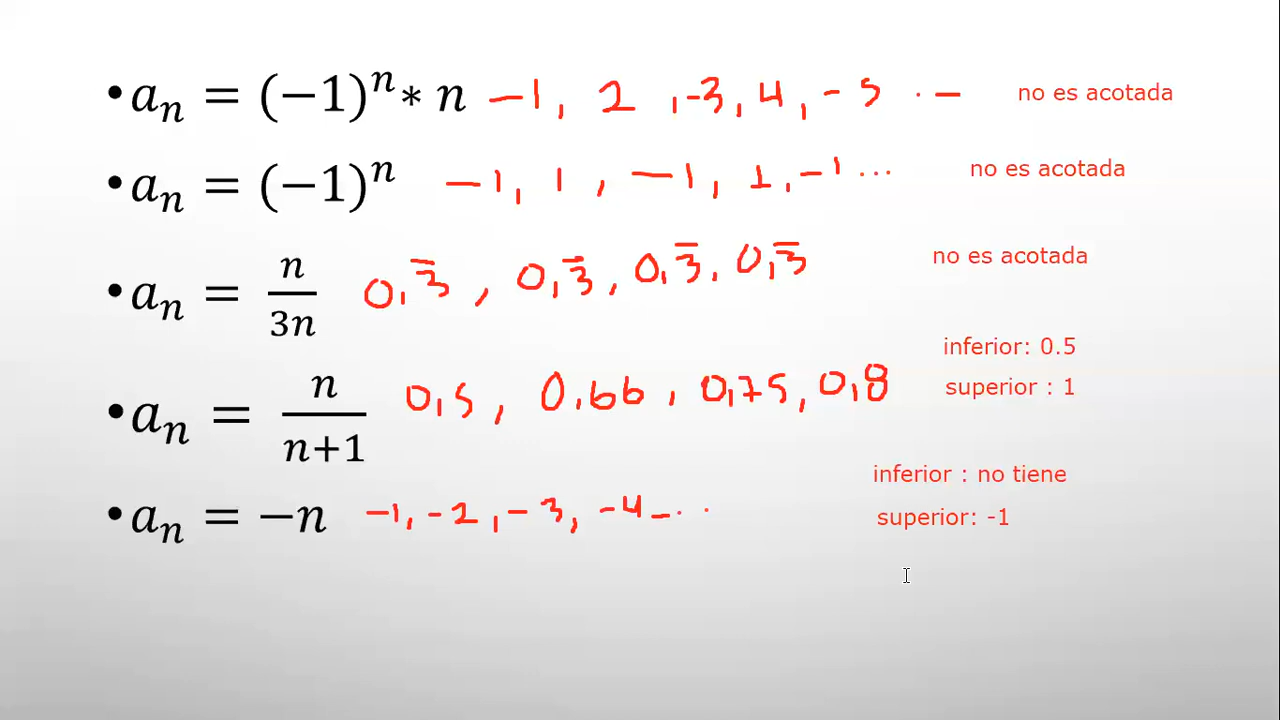 • aₙ = (−1)ⁿ * n −1, 2, -3, 4, -5 ... no es acotada
• aₙ = (−1)ⁿ −1, 1, −1, 1, -1 ... no es acotada
• aₙ = n/3n 0,3̅, 0,3̅, 0,3̅, 0,3̅ no es acotada
inferior: 0.5
• aₙ = n/n+1 0,5, 0,66, 0,75, 0,8 superior : 1
inferior : no tiene
• aₙ = −n -1, -2, -3, -4 ... superior: -1